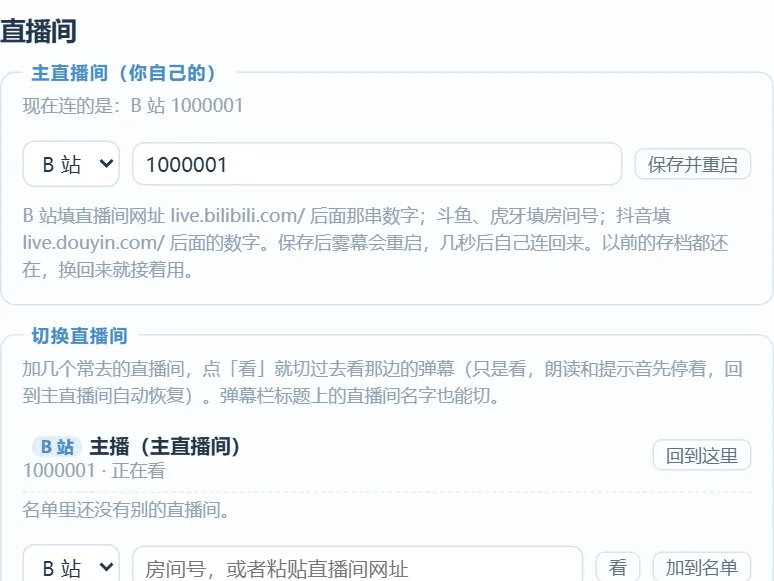 直播间
主直播间（你自己的）
现在连的是：B 站 1000001
B 站 1000001 保存并重启
B 站填直播间网址 live.bilibili.com/ 后面那串数字；斗鱼、虎牙填房间号；抖音填
live.douyin.com/ 后面的数字。保存后雾幕会重启，几秒后自己连回来。以前的存档都还
在，换回来就接着用。
切换直播间
加几个常去的直播间，点「看」就切过去看那边的弹幕（只是看，朗读和提示音先停着，回
到主直播间自动恢复）。弹幕栏标题上的直播间名字也能切。
B 站 主播（主直播间）
1000001 · 正在看
回到这里
名单里还没有别的直播间。
B 站 房间号，或者粘贴直播间网址 看 加到名单